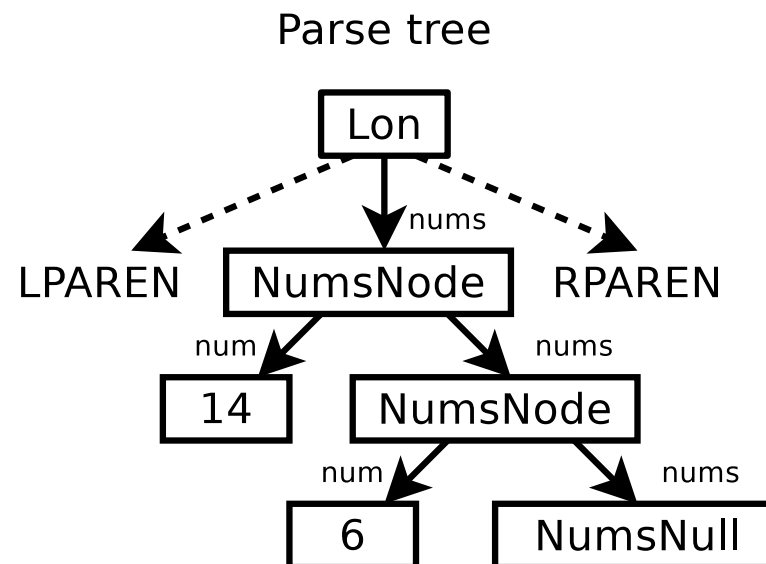 Parse tree
Lon
nums
LPAREN
NumsNode
RPAREN
num
nums
14
NumsNode
num
nums
6
NumsNull